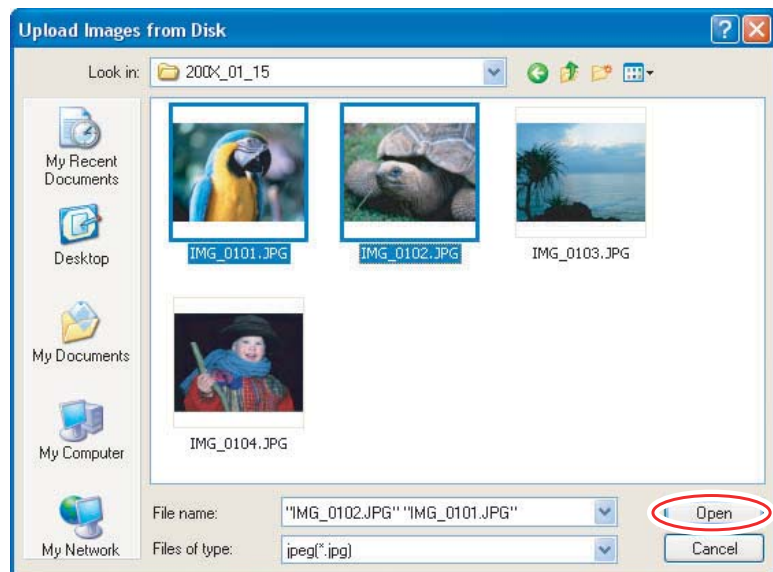 Upload Images from Disk
Look in: 200X_01_15
My Recent
Documents
Desktop
My Documents
My Computer
My Network
IMG_0101.JPG
IMG_0102.JPG
IMG_0103.JPG
IMG_0104.JPG
File name: "IMG_0102.JPG" "IMG_0101.JPG"
Open
Files of type: jpeg(*.jpg)
Cancel